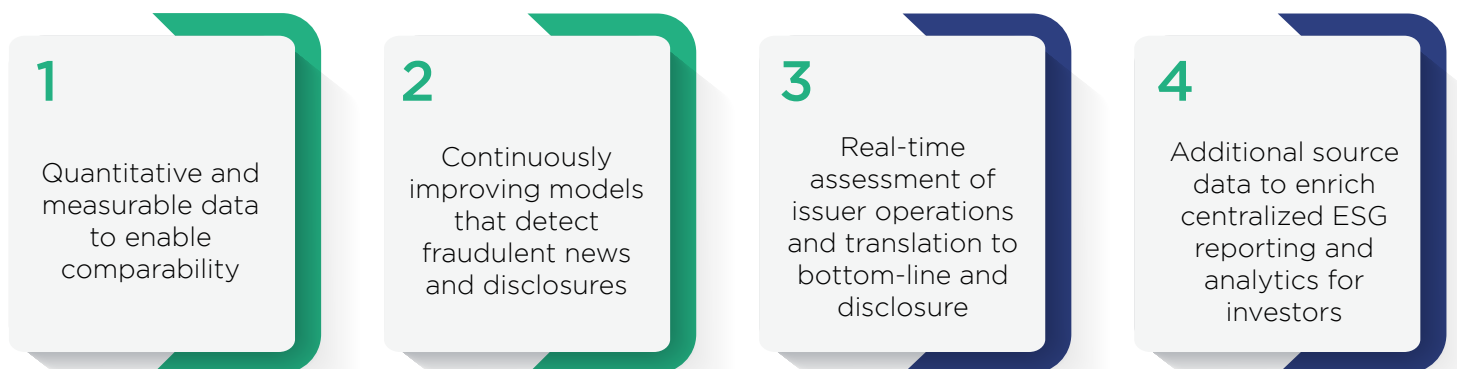 1
Quantitative and
measurable data
to enable
comparability
2
Continuously
improving models
that detect
fraudulent news
and disclosures
3
Real-time
assessment of
issuer operations
and translation to
bottom-line and
disclosure
4
Additional source
data to enrich
centralized ESG
reporting and
analytics for
investors